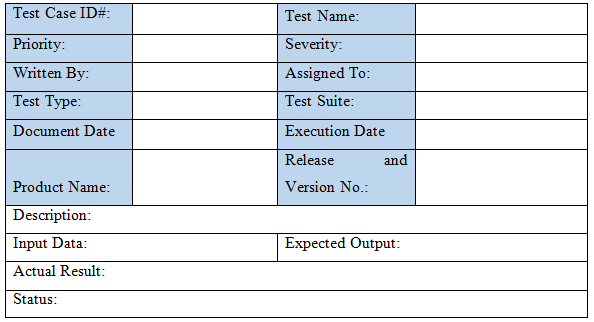 Test Case ID#: Test Name:
Priority: Severity:
Written By: Assigned To:
Test Type: Test Suite:
Document Date Execution Date
Product Name: Release and
Version No.:
Description:
Input Data: Expected Output:
Actual Result:
Status: